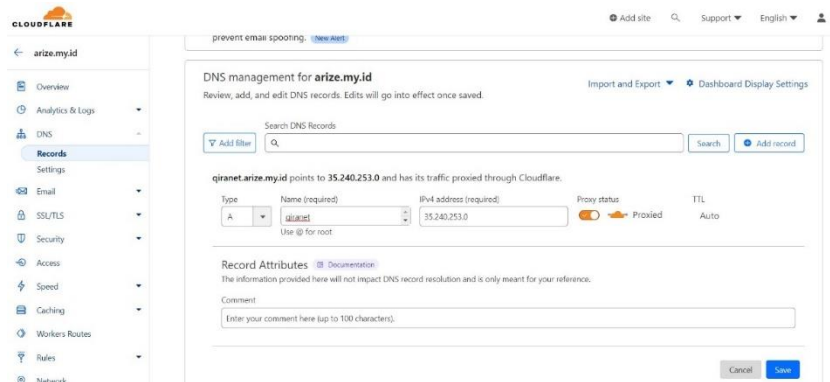 CLOUDFLARE
Add site
Support
English
arize.my.id
Overview
Analytics & Logs
DNS
Records
Settings
Email
SSL/TLS
Security
Access
Speed
Caching
Workers Routes
Rules
Network
prevent email spoofing. New Alert
DNS management for arize.my.id
Review, add, and edit DNS records. Edits will go into effect once saved.
Import and Export
Dashboard Display Settings
Search DNS Records
Add filter
Search
Add record
qiranet.arize.my.id points to 35.240.253.0 and has its traffic proxied through Cloudflare.
Type
Name (required)
IPv4 address (required)
Proxy status
TTL
A
qiranet
35.240.253.0
Proxied
Auto
Use @ for root
Record Attributes Documentation
The information provided here will not impact DNS record resolution and is only meant for your reference.
Comment
Enter your comment here (up to 100 characters).
Cancel
Save